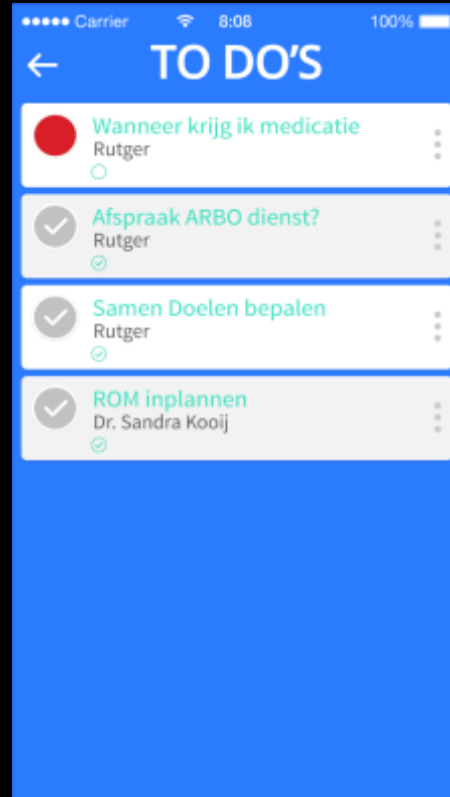 Carrier 8:08 100%
TO DO'S
Wanneer krijg ik medicatie
Rutger
Afspraak ARBO dienst?
Rutger
Samen Doelen bepalen
Rutger
ROM inplannen
Dr. Sandra Kooij